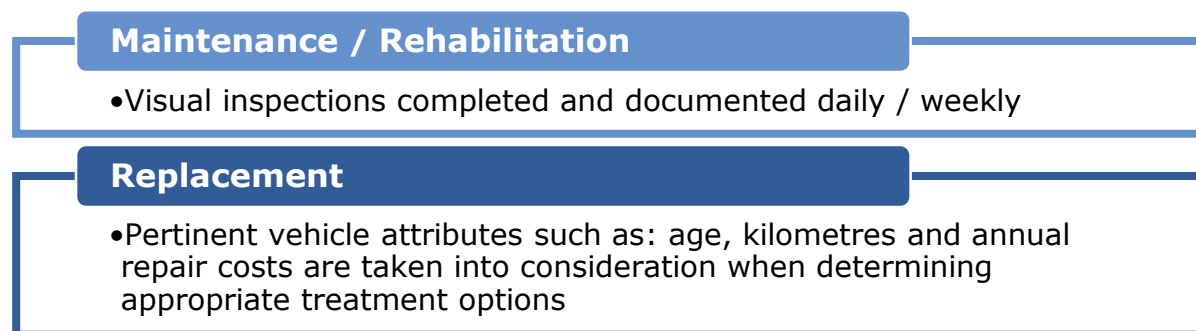 Maintenance / Rehabilitation
•Visual inspections completed and documented daily / weekly
Replacement
•Pertinent vehicle attributes such as: age, kilometres and annual
repair costs are taken into consideration when determining
appropriate treatment options